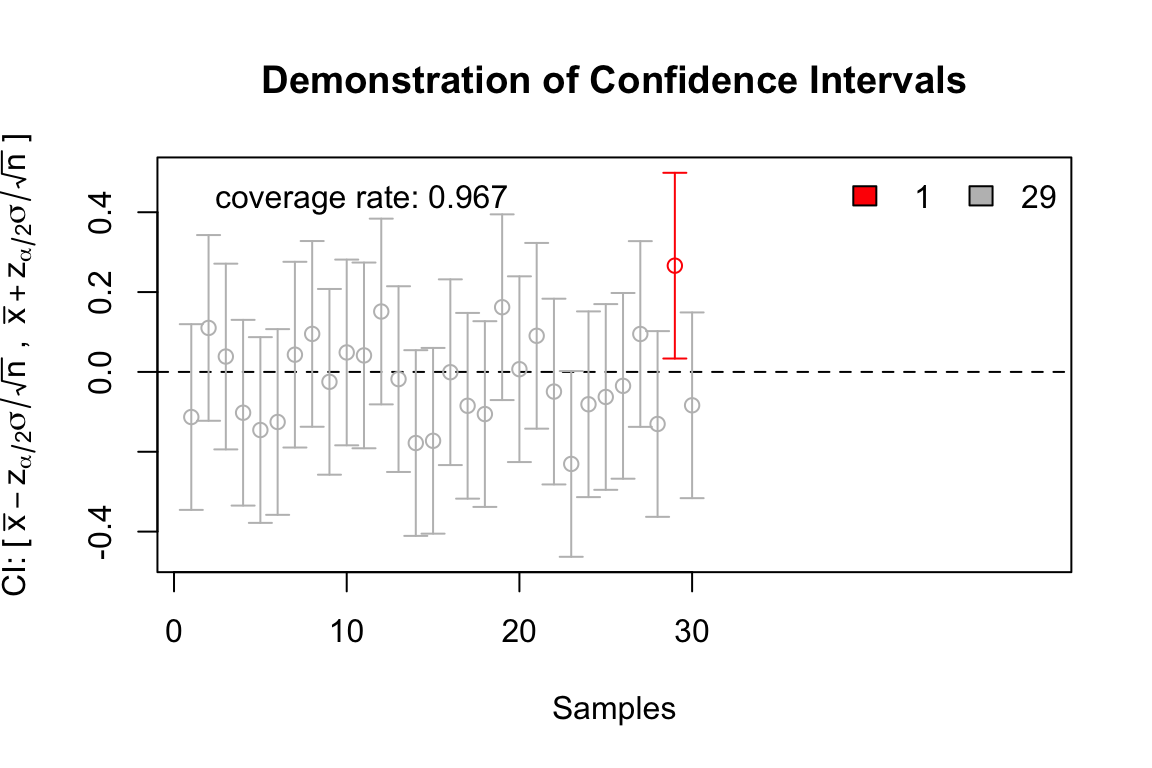 Demonstration of Confidence Intervals
CI: [ x̅ − zα/2σ/√n , x̅ + zα/2σ/√n ]
coverage rate: 0.967
1
29
0.4
0.2
0.0
-0.4
0
10
20
30
Samples